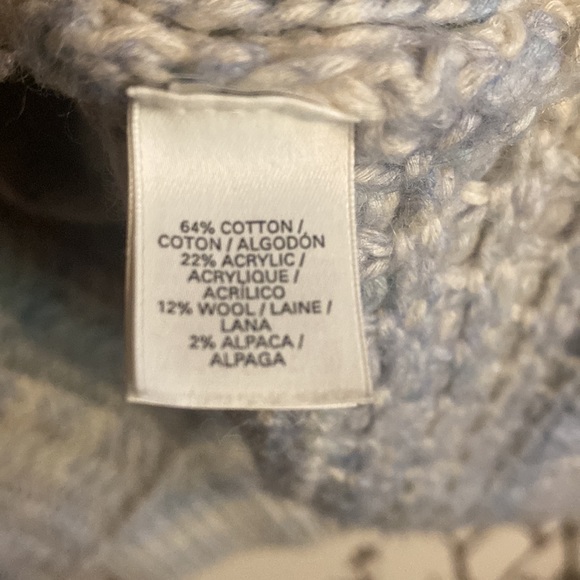 64% COTTON /
COTON / ALGODÓN
22% ACRYLIC /
ACRYLIQUE /
ACRÍLICO
12% WOOL / LAINE /
LANA
2% ALPACA /
ALPAGA